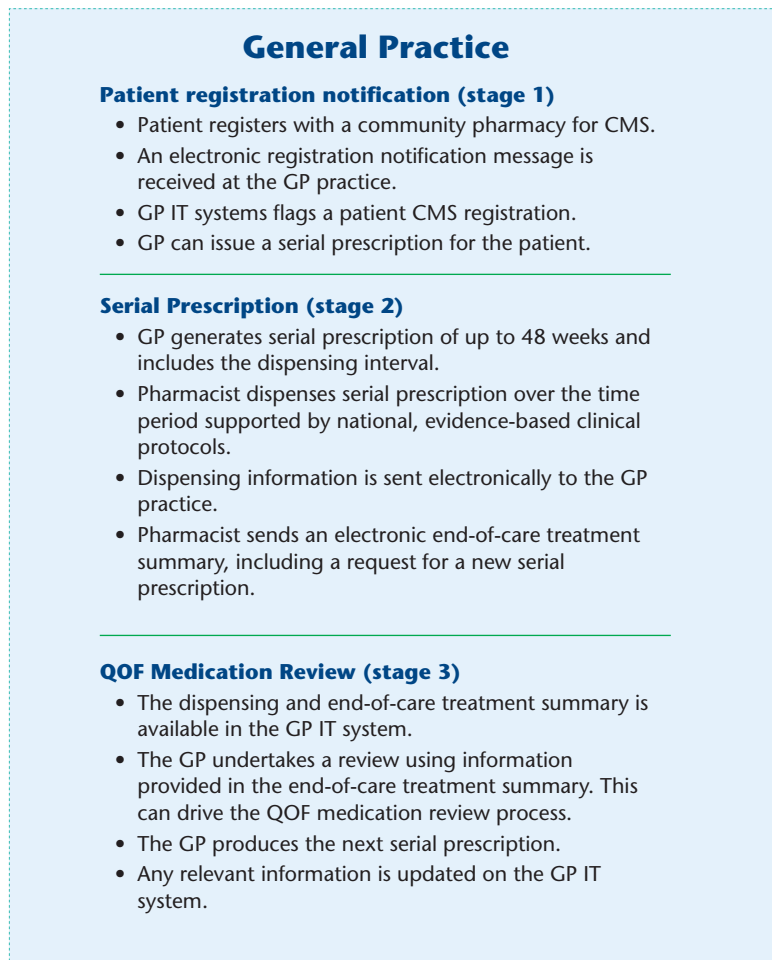 General Practice
Patient registration notification (stage 1)
• Patient registers with a community pharmacy for CMS.
• An electronic registration notification message is
received at the GP practice.
• GP IT systems flags a patient CMS registration.
• GP can issue a serial prescription for the patient.
Serial Prescription (stage 2)
• GP generates serial prescription of up to 48 weeks and
includes the dispensing interval.
• Pharmacist dispenses serial prescription over the time
period supported by national, evidence-based clinical
protocols.
• Dispensing information is sent electronically to the GP
practice.
• Pharmacist sends an electronic end-of-care treatment
summary, including a request for a new serial
prescription.
QOF Medication Review (stage 3)
• The dispensing and end-of-care treatment summary is
available in the GP IT system.
• The GP undertakes a review using information
provided in the end-of-care treatment summary. This
can drive the QOF medication review process.
• The GP produces the next serial prescription.
• Any relevant information is updated on the GP IT
system.